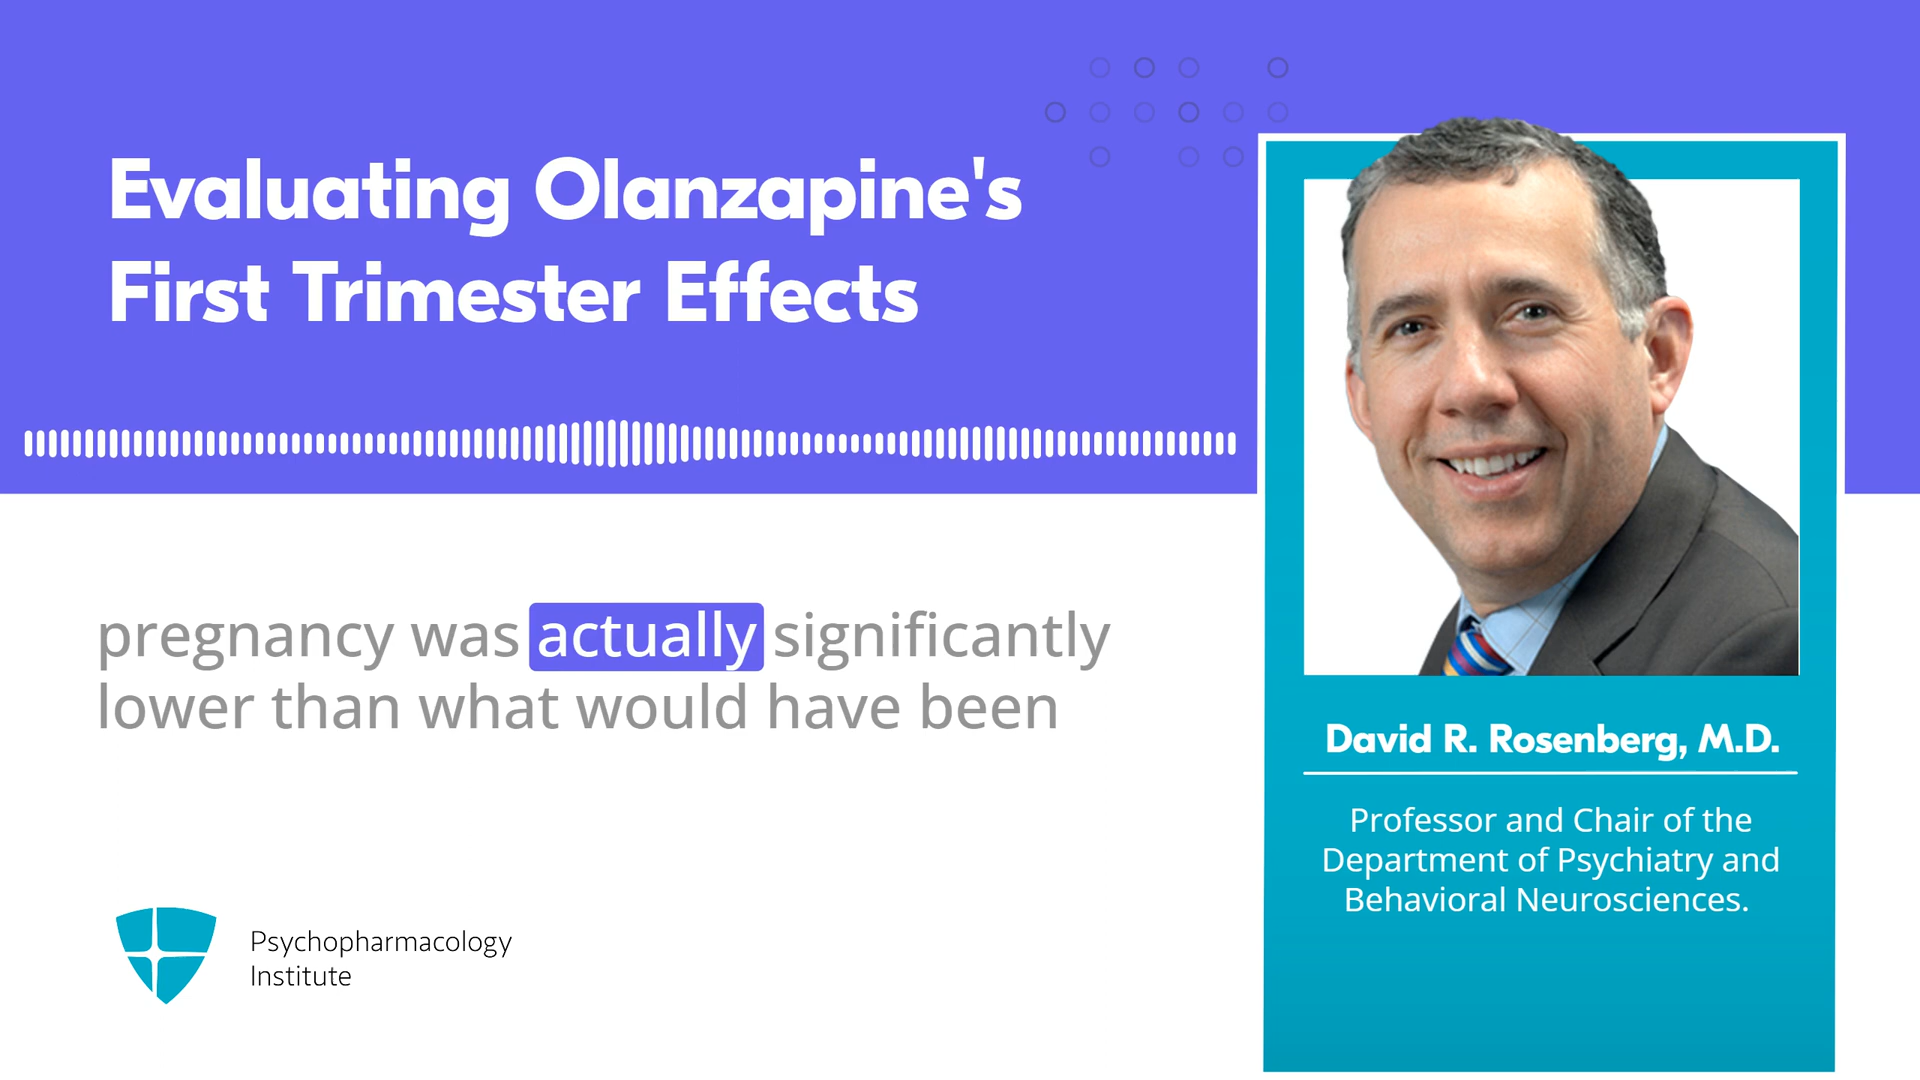 Evaluating Olanzapine's
First Trimester Effects
pregnancy was actually significantly
lower than what would have been
Psychopharmacology
Institute
David R. Rosenberg, M.D.
Professor and Chair of the
Department of Psychiatry and
Behavioral Neurosciences.